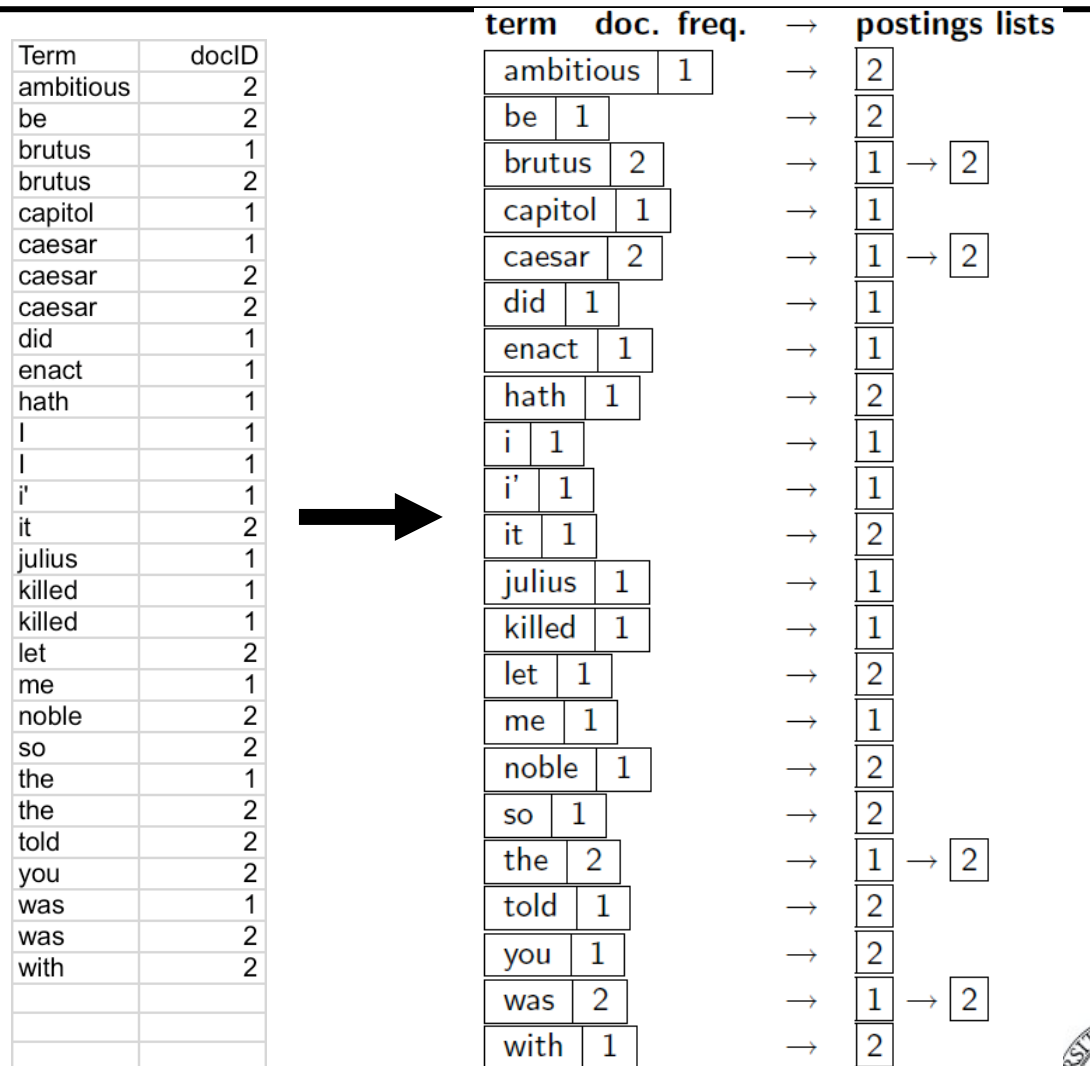 Term docID
ambitious 2
be 2
brutus 1
brutus 2
capitol 1
caesar 1
caesar 2
caesar 2
did 1
enact 1
hath 1
I 1
I 1
i' 1
it 2
julius 1
killed 1
killed 1
let 2
me 1
noble 2
so 2
the 1
the 2
told 2
you 2
was 1
was 2
with 2
term doc. freq. → postings lists
ambitious 1 → 2
be 1 → 2
brutus 2 → 1 → 2
capitol 1 → 1
caesar 2 → 1 → 2
did 1 → 1
enact 1 → 1
hath 1 → 2
i 1 → 1
i’ 1 → 1
it 1 → 2
julius 1 → 1
killed 1 → 1
let 1 → 2
me 1 → 1
noble 1 → 2
so 1 → 2
the 2 → 1 → 2
told 1 → 2
you 1 → 2
was 2 → 1 → 2
with 1 → 2